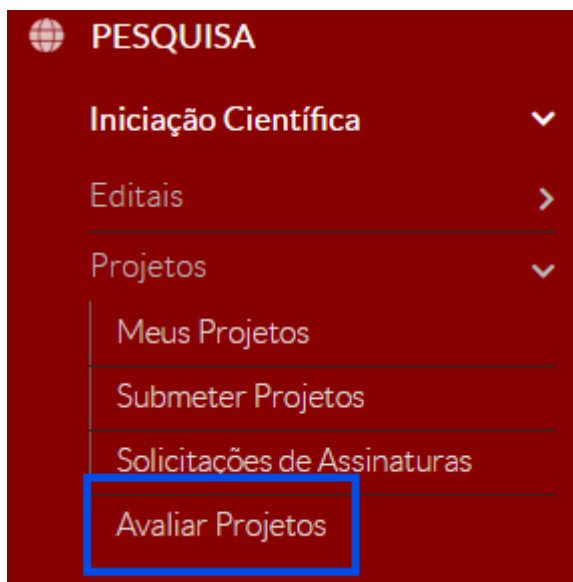 PESQUISA
Iniciação Científica
Editais
Projetos
Meus Projetos
Submeter Projetos
Solicitações de Assinaturas
Avaliar Projetos